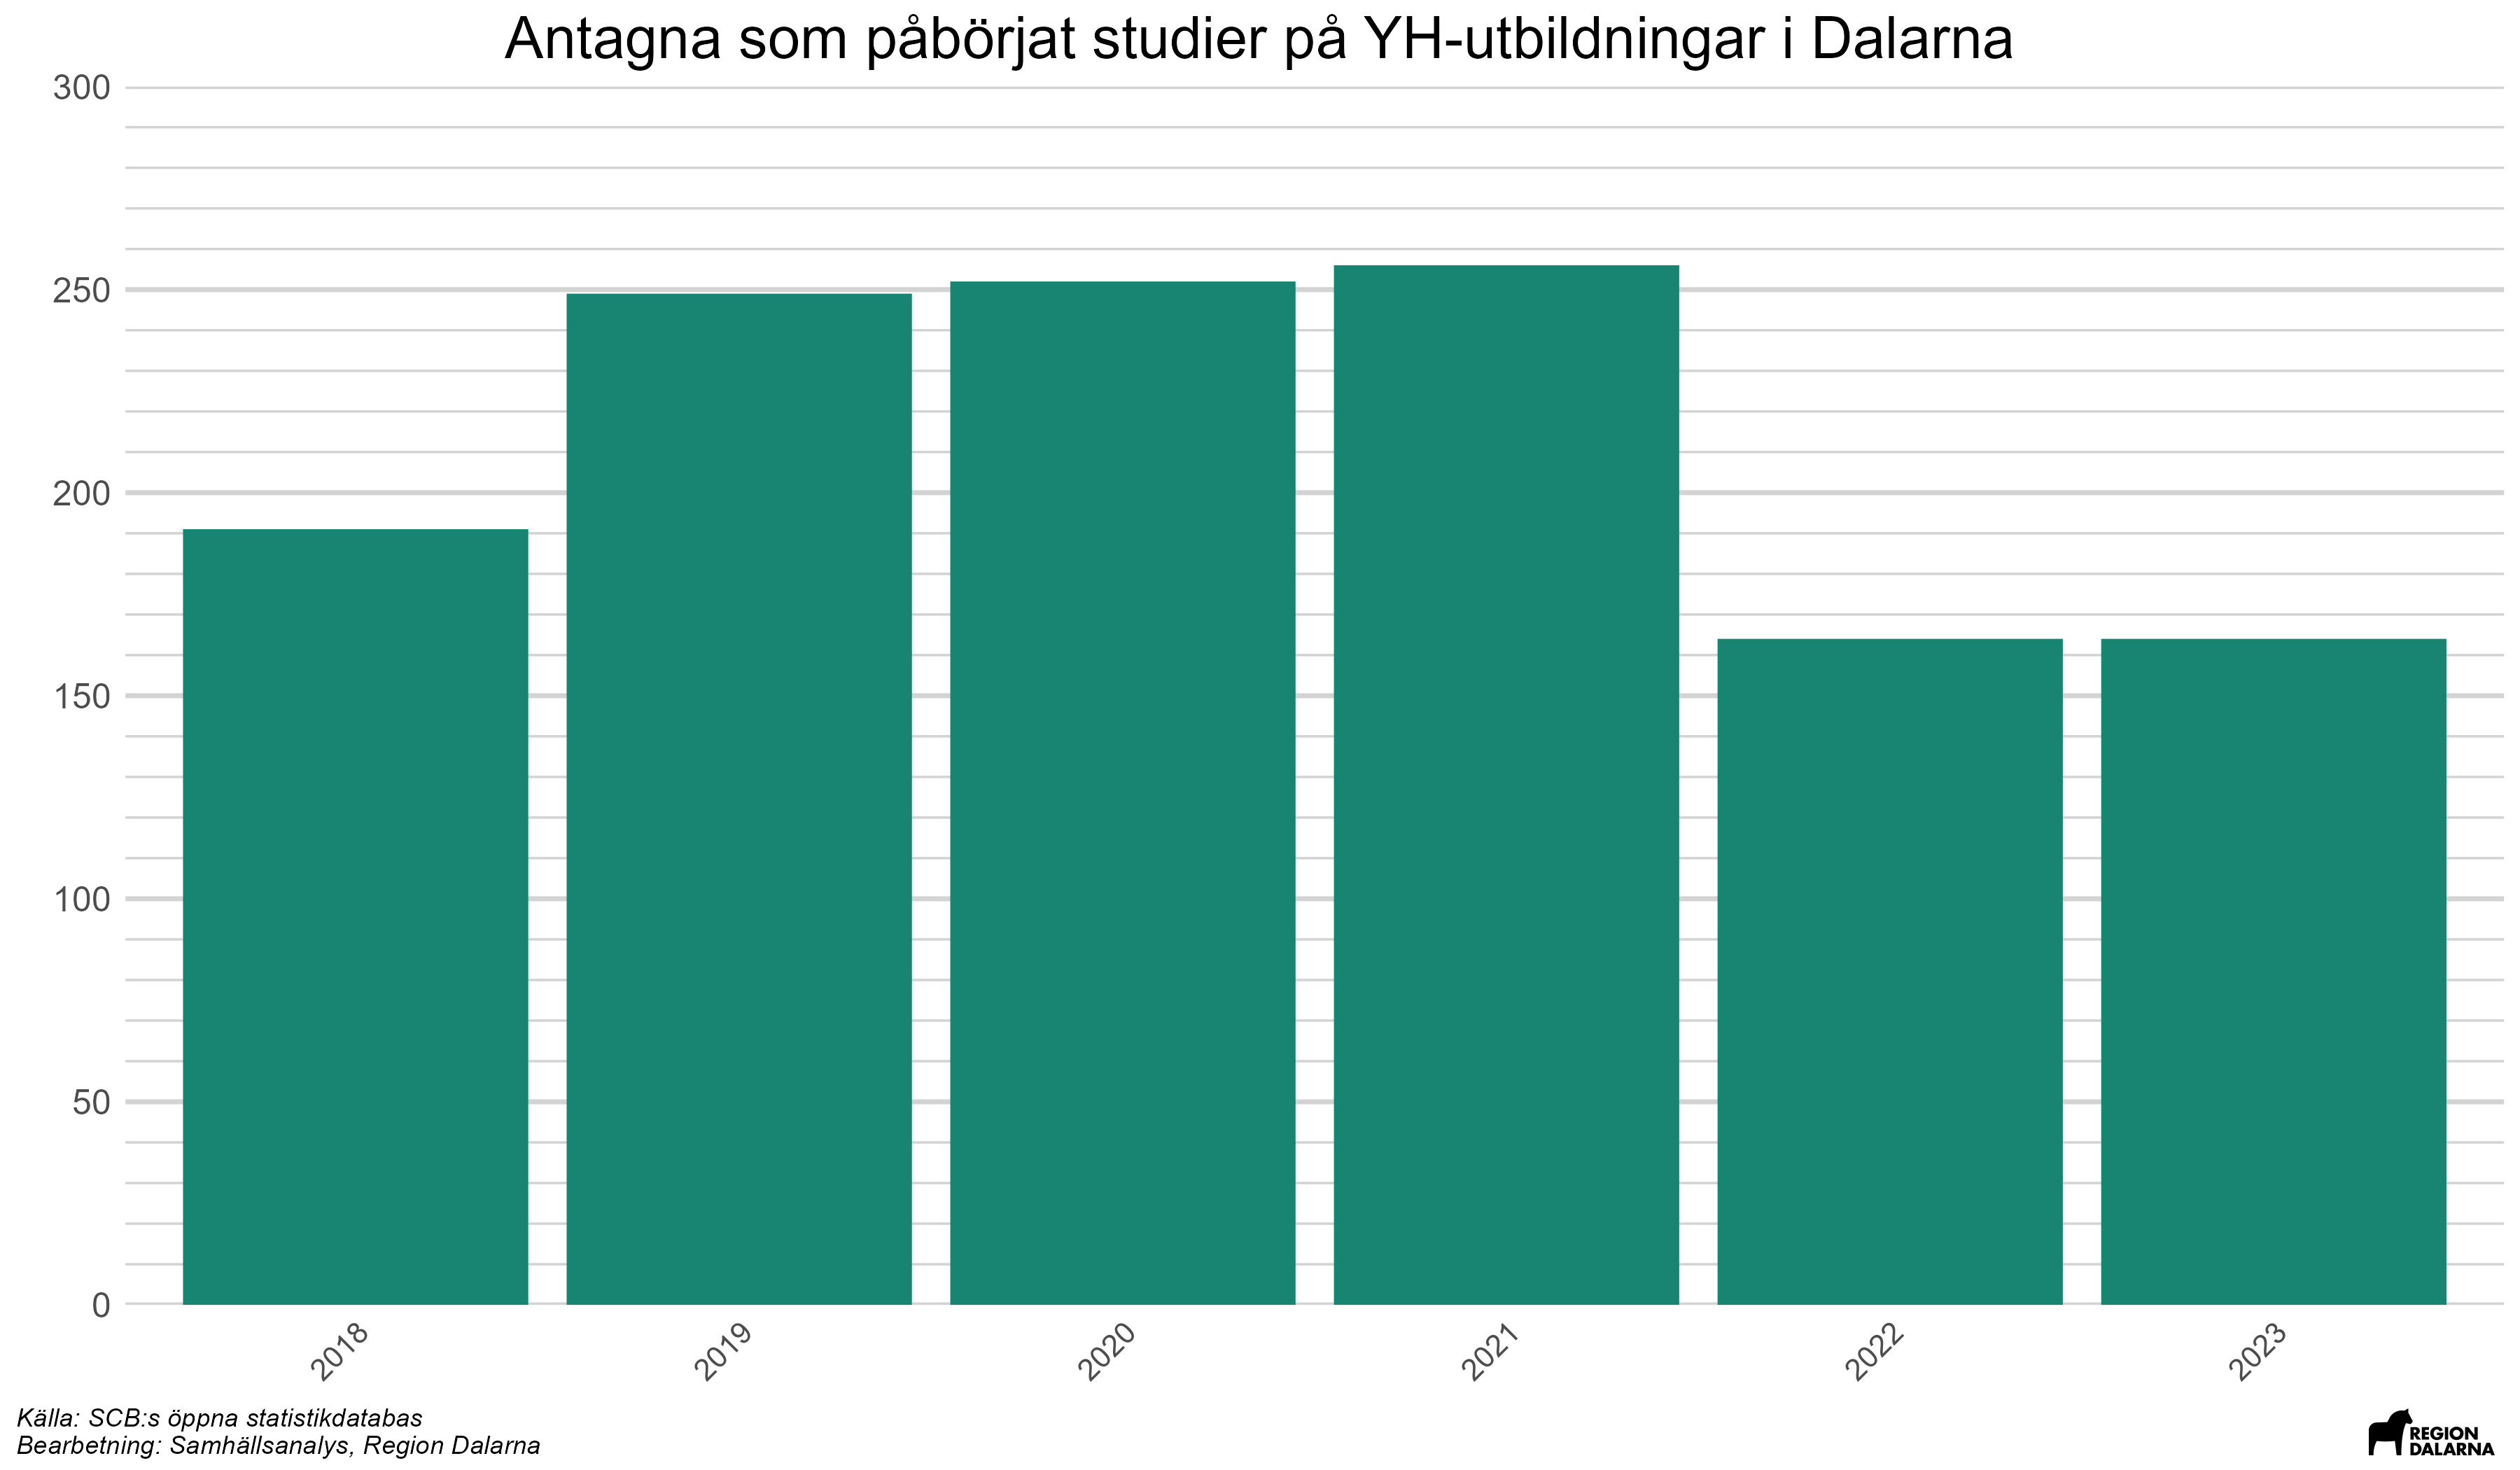 Antagna som påbörjat studier på YH-utbildningar i Dalarna
300
250
200
150
100
50
0
2018
2019
2020
2021
2022
2023
Källa: SCB:s öppna statistikdatabas
Bearbetning: Samhällsanalys, Region Dalarna
REGION
DALARNA